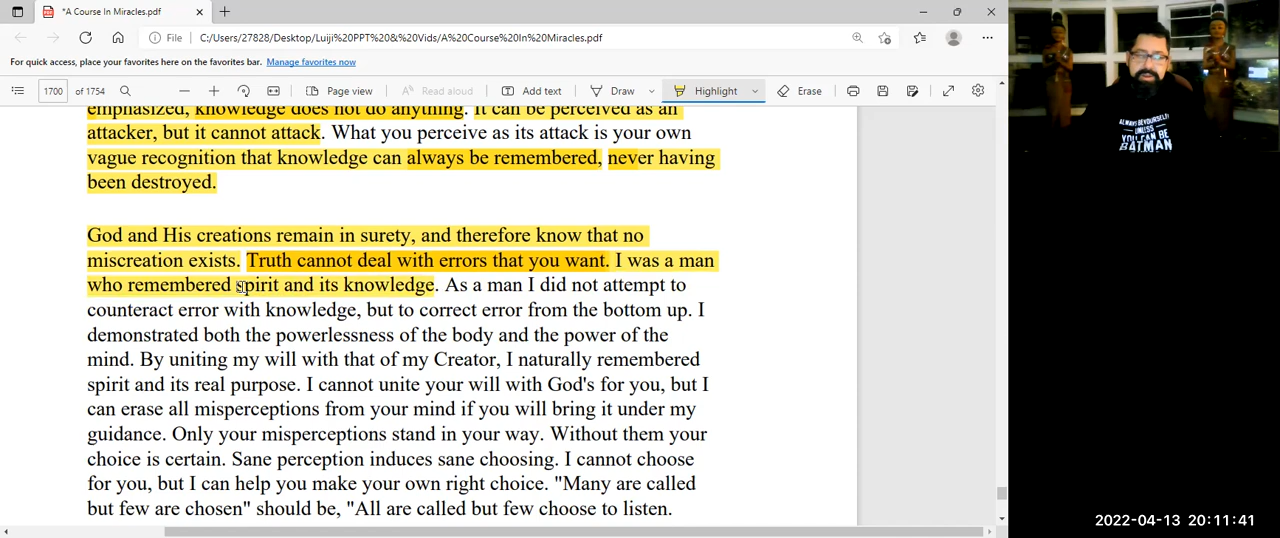 *A Course In Miracles.pdf
File C:/Users/27828/Desktop/Luiji%20PPT%20&%20Vids/A%20Course%20In%20Miracles.pdf
For quick access, place your favorites here on the favorites bar. Manage favorites now
1700 of 1754 Page view Read aloud Add text Draw Highlight Erase
emphasized, knowledge does not do anything. It can be perceived as an
attacker, but it cannot attack. What you perceive as its attack is your own
vague recognition that knowledge can always be remembered, never having
been destroyed.
God and His creations remain in surety, and therefore know that no
miscreation exists. Truth cannot deal with errors that you want. I was a man
who remembered spirit and its knowledge. As a man I did not attempt to
counteract error with knowledge, but to correct error from the bottom up. I
demonstrated both the powerlessness of the body and the power of the
mind. By uniting my will with that of my Creator, I naturally remembered
spirit and its real purpose. I cannot unite your will with God's for you, but I
can erase all misperceptions from your mind if you will bring it under my
guidance. Only your misperceptions stand in your way. Without them your
choice is certain. Sane perception induces sane choosing. I cannot choose
for you, but I can help you make your own right choice. "Many are called
but few are chosen" should be, "All are called but few choose to listen.
ALWAYS BE YOURSELF
UNLESS
YOU CAN BE
BATMAN
2022-04-13 20:11:41